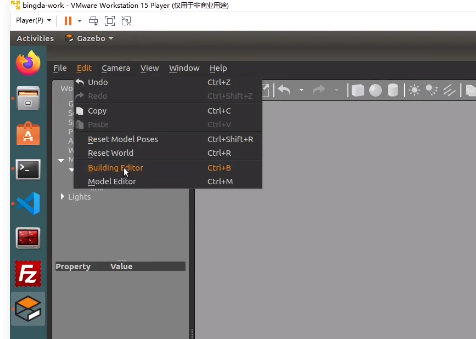 bingda-work - VMware Workstation 15 Player (仅用于非商业用途)
Player(P)
Activities Gazebo
File Edit Camera View Window Help
Undo Ctrl+Z
Redo Ctrl+Shift+Z
Copy Ctrl+C
Paste Ctrl+V
Reset Model Poses Ctrl+Shift+R
Reset World Ctrl+R
Building Editor Ctrl+B
Model Editor Ctrl+M
Lights
Property Value